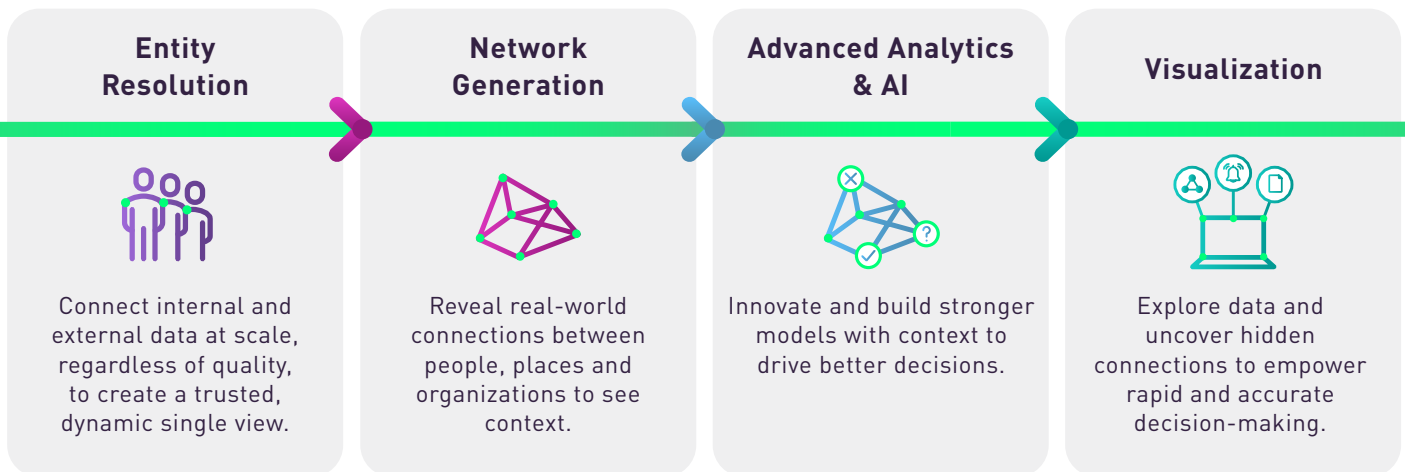 Entity
Resolution
Connect internal and
external data at scale,
regardless of quality,
to create a trusted,
dynamic single view.
Network
Generation
Reveal real-world
connections between
people, places and
organizations to see
context.
Advanced Analytics
& AI
?
Innovate and build stronger
models with context to
drive better decisions.
Visualization
Explore data and
uncover hidden
connections to empower
rapid and accurate
decision-making.